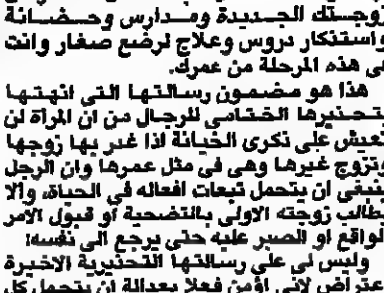 زوجستك الجديدة ومدارس وحضانة
واستذكار دروس وعلاج لرضع صغار وانت
فى هذه المرحلة من عمرك.
هذا هو مضمون رسالتها التى انهتها
بتحذيرها الختامى للرجال من ان المرأة لن
تعيش على ذكرى الخيانة اذا غدر بها زوجها
وتزوج غيرها وهى فى مثل عمرها وان الرجل
ينبغى ان يتحمل تبعات افعاله فى الحياة، وألا
يطالب زوجته الاولى بالتضحية او قبول الامر
الواقع او الصبر عليه حتى يرجع الى نفسه!
وليس لى على رسالتها التحذيرية الاخيرة
اعتراض لانى اؤمن فعلا بعدالة ان يتحمل كل